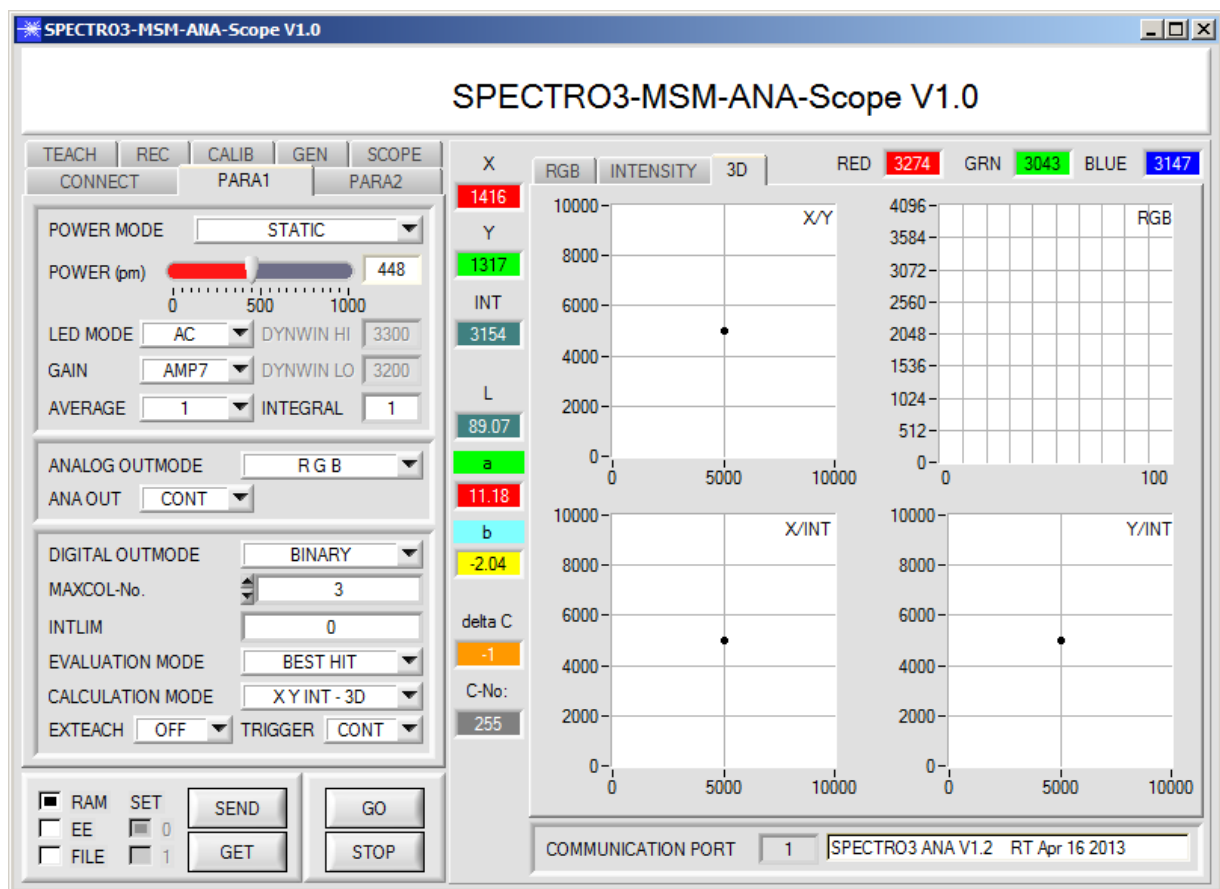 SPECTRO3-MSM-ANA-Scope V1.0
SPECTRO3-MSM-ANA-Scope V1.0
TEACH REC CALIB GEN SCOPE
CONNECT PARA1 PARA2
POWER MODE STATIC
POWER (pm) 448
0 500 1000
LED MODE AC DYNWIN HI 3300
GAIN AMP7 DYNWIN LO 3200
AVERAGE 1 INTEGRAL 1
ANALOG OUTMODE R G B
ANA OUT CONT
DIGITAL OUTMODE BINARY
MAXCOL-No. 3
INTLIM 0
EVALUATION MODE BEST HIT
CALCULATION MODE X Y INT - 3D
EXTEACH OFF TRIGGER CONT
RAM SET SEND GO
EE 0
FILE 1 GET STOP
X
1416
Y
1317
INT
3154
L
89.07
a
11.18
b
-2.04
delta C
-1
C-No:
255
RGB INTENSITY 3D RED 3274 GRN 3043 BLUE 3147
X/Y
10000
8000
6000
4000
2000
0
0 5000 10000
RGB
4096
3584
3072
2560
2048
1536
1024
512
0
0 100
X/INT
10000
8000
6000
4000
2000
0
0 5000 10000
Y/INT
10000
8000
6000
4000
2000
0
0 5000 10000
COMMUNICATION PORT 1 SPECTRO3 ANA V1.2 RT Apr 16 2013